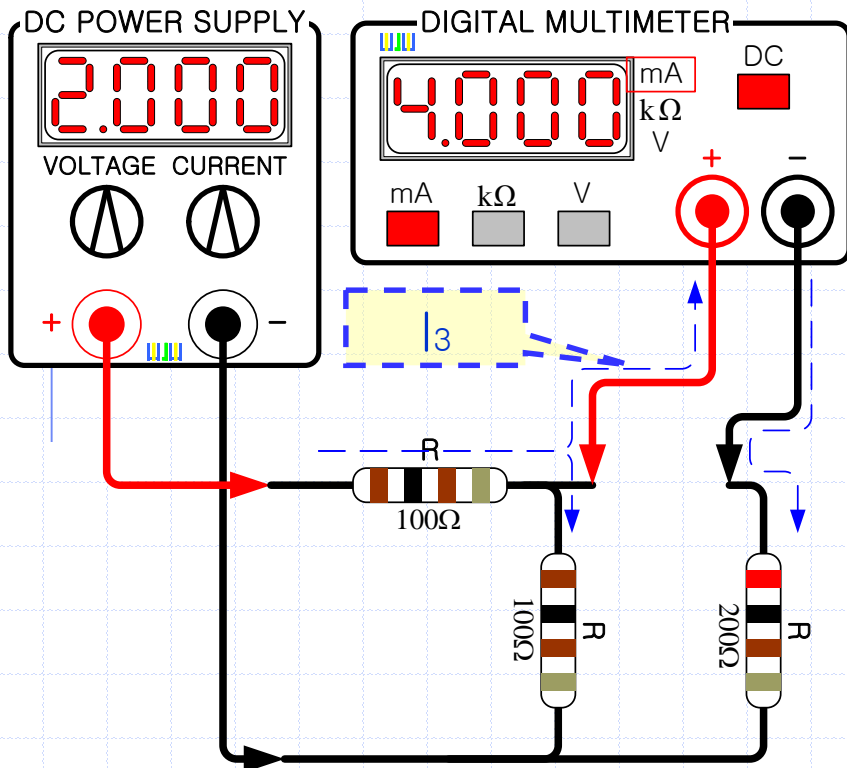 DC POWER SUPPLY
2.000
VOLTAGE CURRENT
+ −
DIGITAL MULTIMETER
4.000
mA
kΩ
V
DC
mA kΩ V
+ −
I3
R
100Ω
R
100Ω
R
200Ω